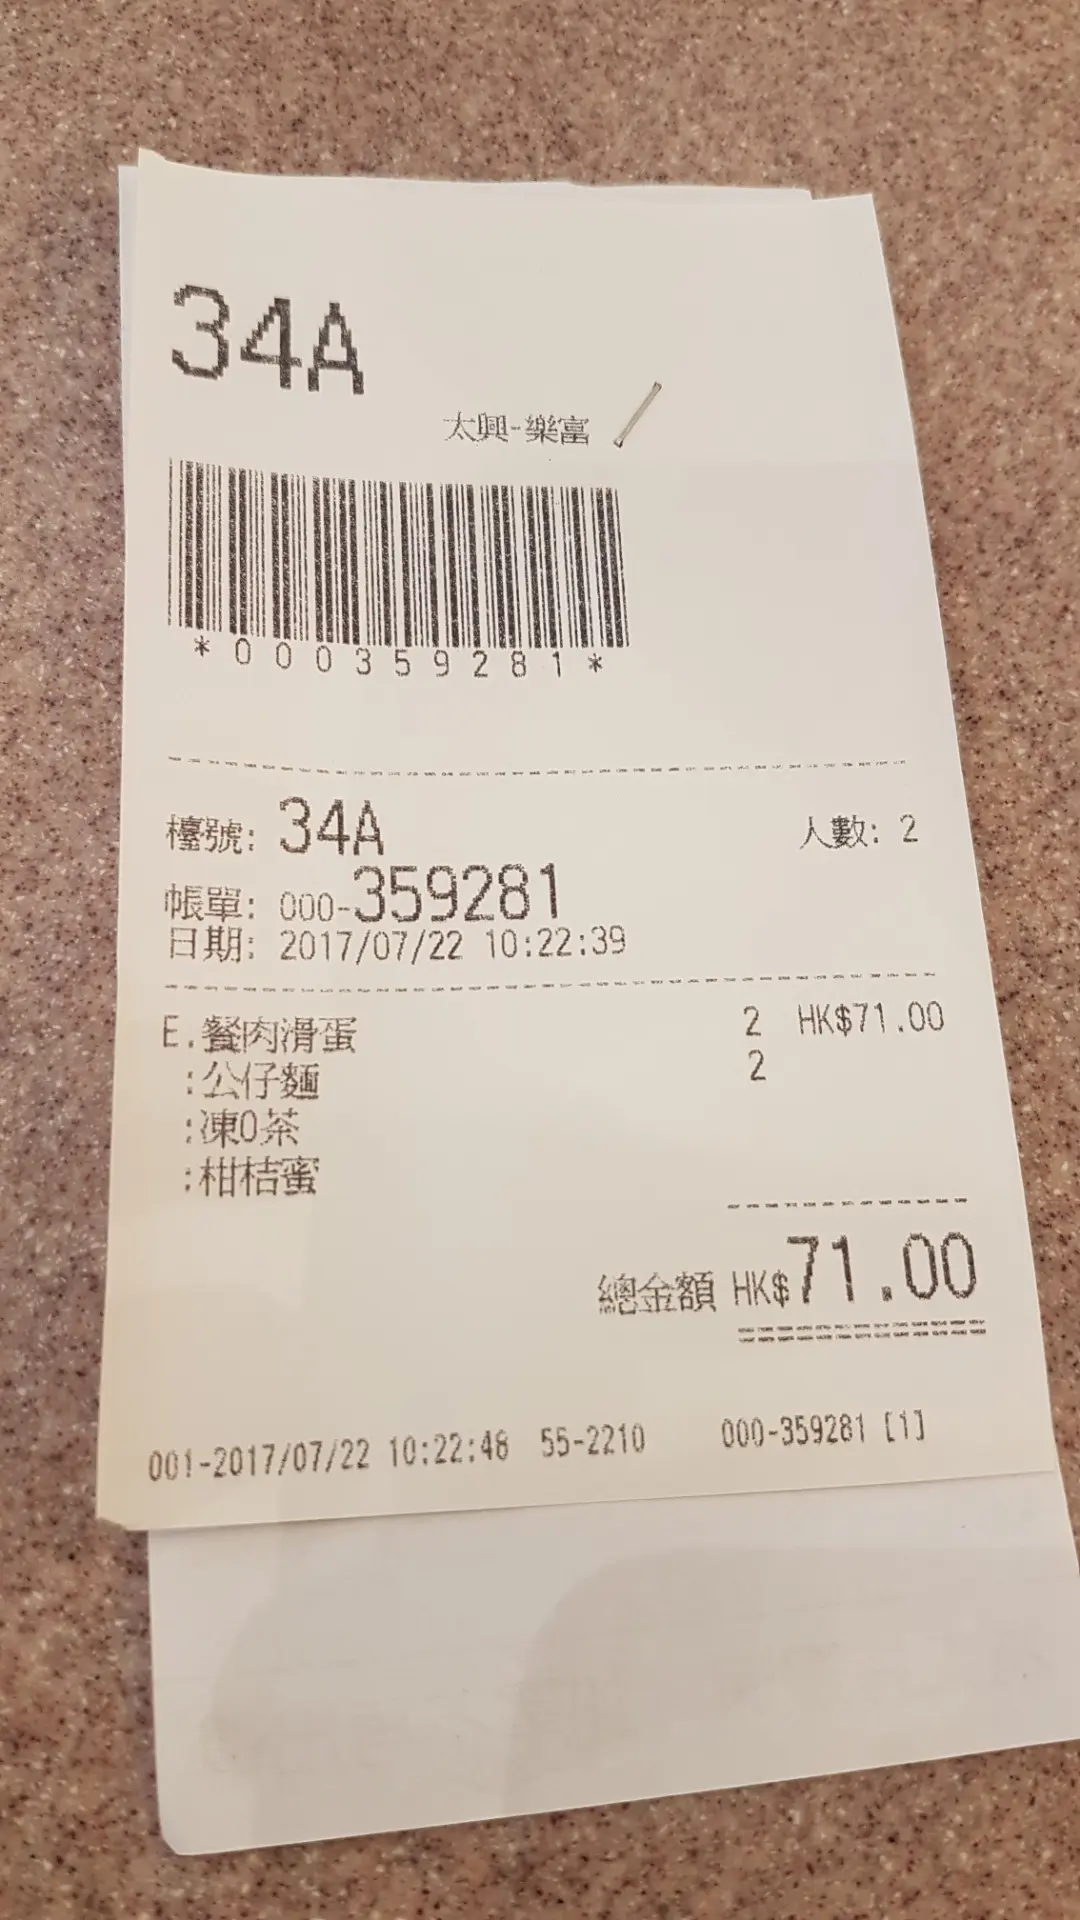 34A
太興-樂富
*000359281*
檯號: 34A 人數: 2
帳單: 000-359281
日期: 2017/07/22 10:22:39
E.餐肉滑蛋 2 HK$71.00
:公仔麵 2
:凍0茶
:柑桔蜜
總金額 HK$71.00
001-2017/07/22 10:22:48 55-2210 000-359281 [1]